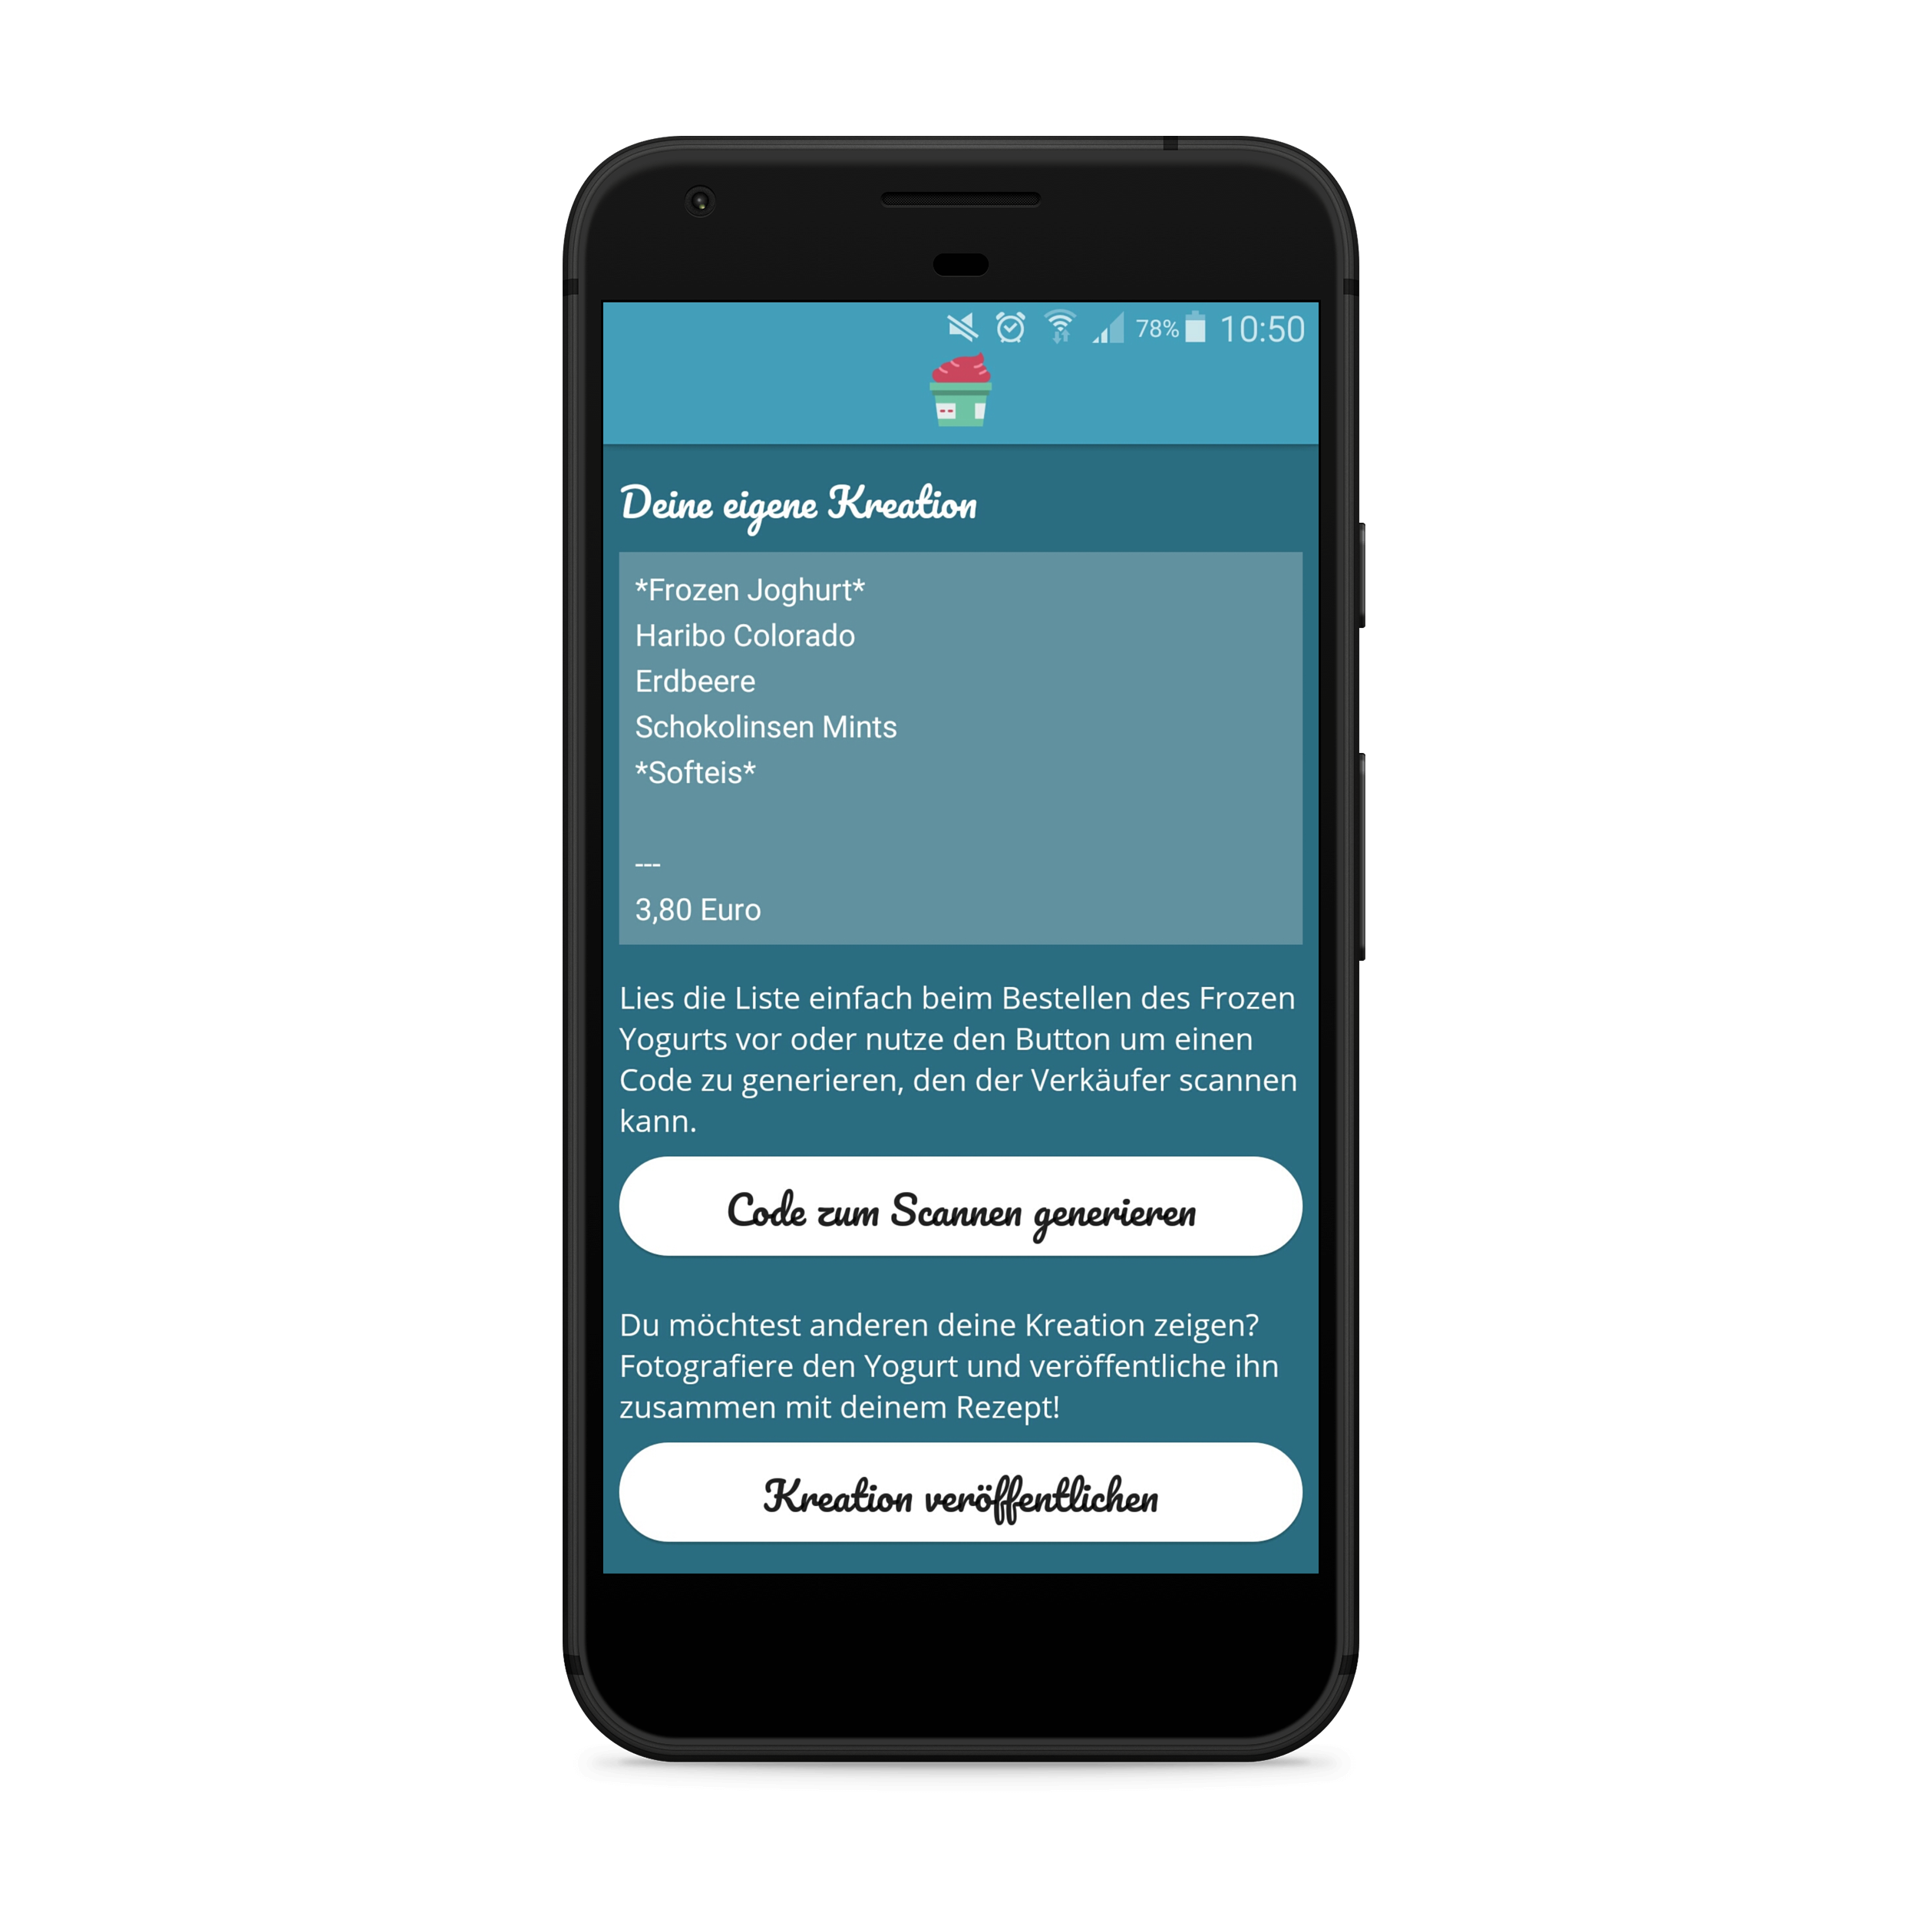 78% 10:50
Deine eigene Kreation
*Frozen Joghurt*
Haribo Colorado
Erdbeere
Schokolinsen Mints
*Softeis*
---
3,80 Euro
Lies die Liste einfach beim Bestellen des Frozen
Yogurts vor oder nutze den Button um einen
Code zu generieren, den der Verkäufer scannen
kann.
Code zum Scannen generieren
Du möchtest anderen deine Kreation zeigen?
Fotografiere den Yogurt und veröffentliche ihn
zusammen mit deinem Rezept!
Kreation veröffentlichen